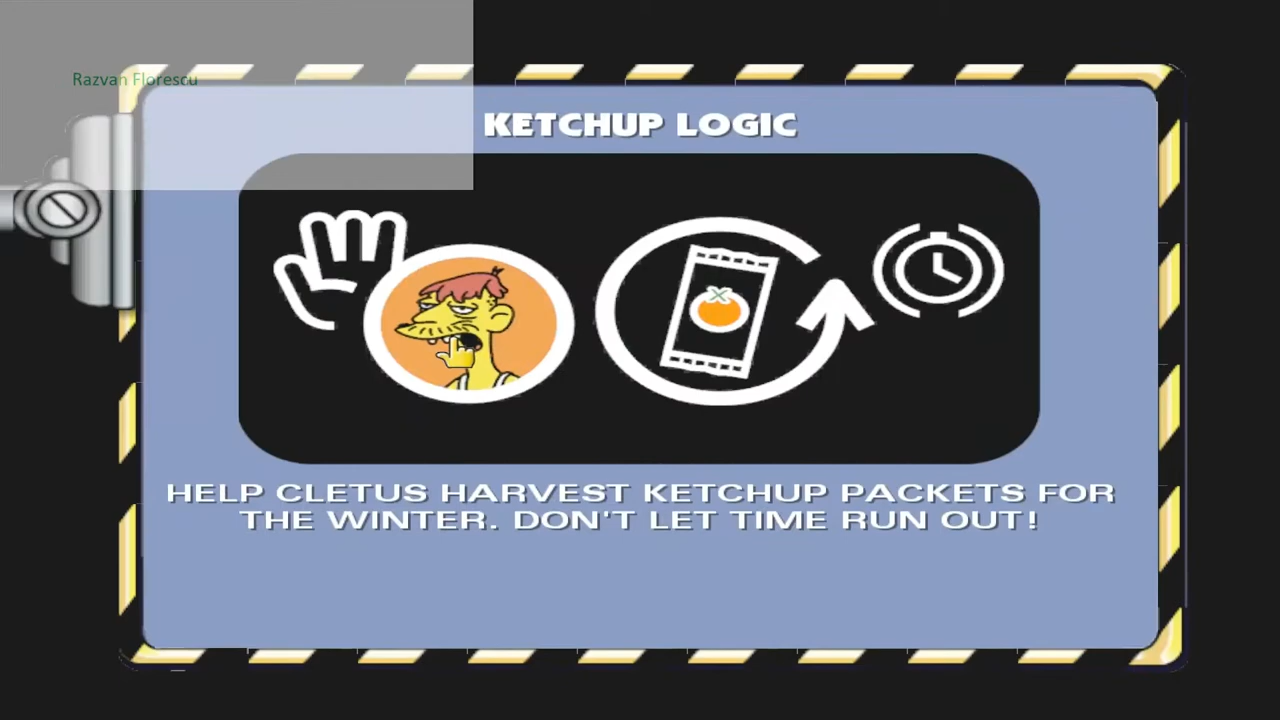 Razvan Florescu
KETCHUP LOGIC
HELP CLETUS HARVEST KETCHUP PACKETS FOR
THE WINTER. DON'T LET TIME RUN OUT!